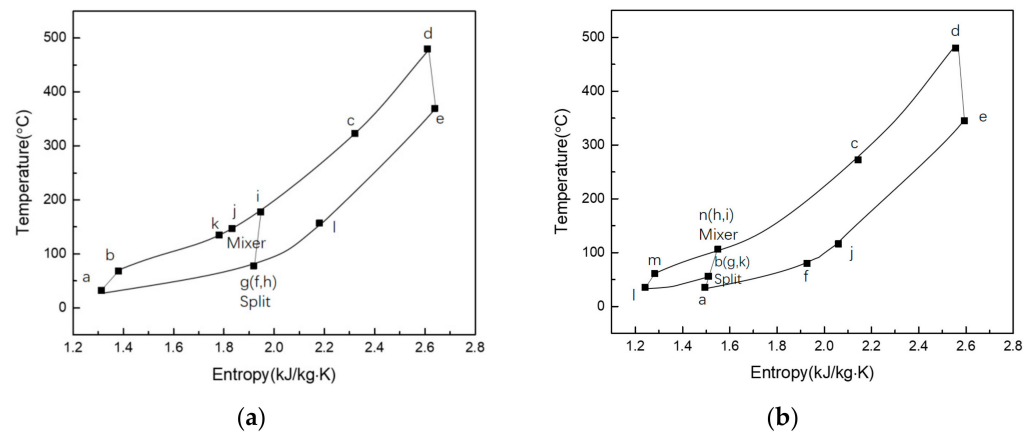 500
400
300
200
100
0
Temperature(°C)
d
c
e
i
j
k
Mixer
l
b
a
g(f,h)
Split
1.2 1.4 1.6 1.8 2.0 2.2 2.4 2.6 2.8
Entropy(kJ/kg·K)
(a)
500
400
300
200
100
0
Temperature(°C)
d
e
c
n(h,i)
Mixer
b(g,k)
Split
m
l
a
f
j
1.2 1.4 1.6 1.8 2.0 2.2 2.4 2.6 2.8
Entropy(kJ/kg·K)
(b)